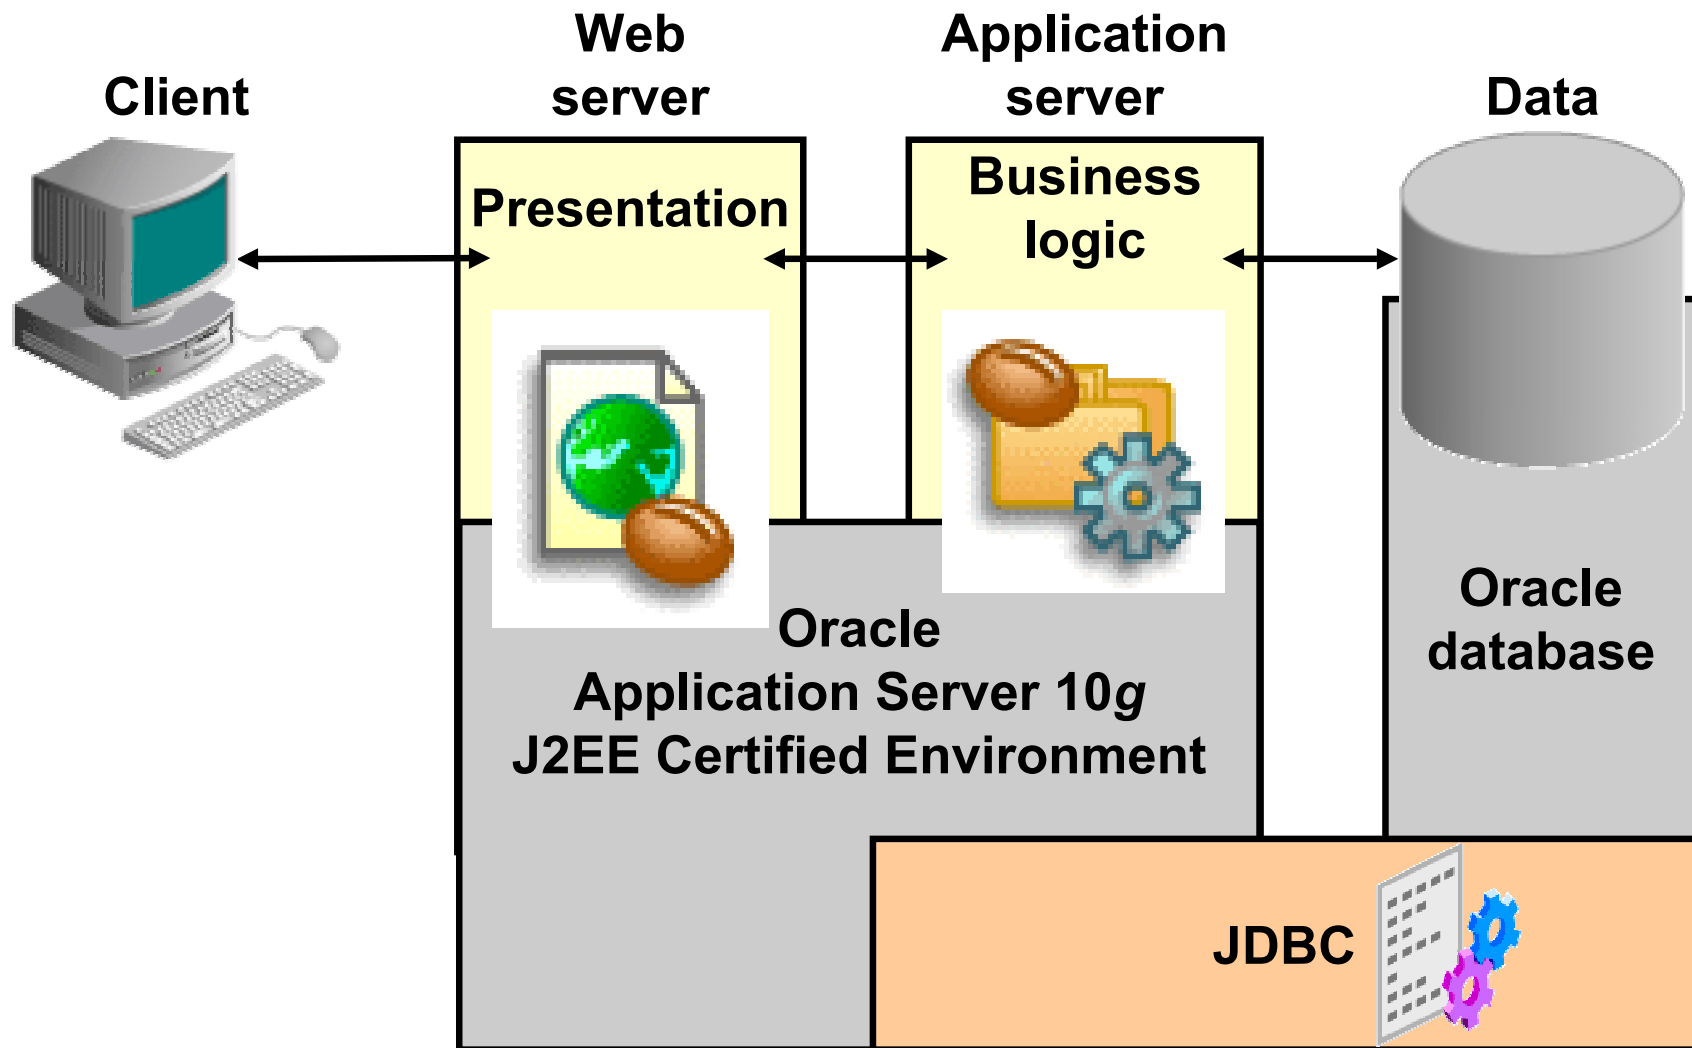 Client
Web
server
Application
server
Data
Presentation
Business
logic
Oracle
Application Server 10g
J2EE Certified Environment
Oracle
database
JDBC